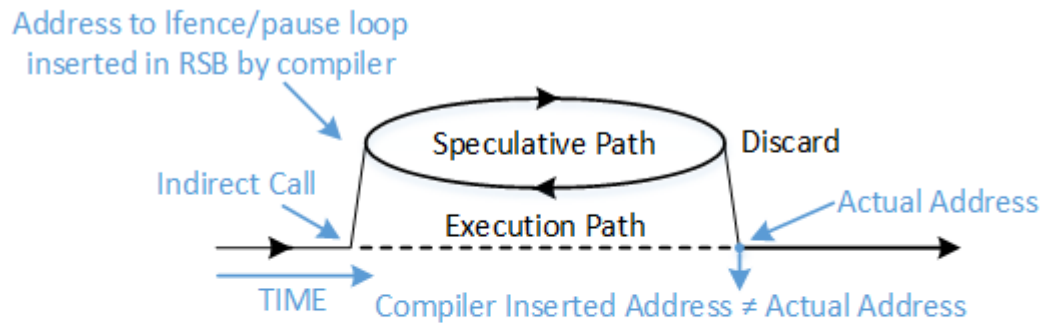 Address to lfence/pause loop
inserted in RSB by compiler
Speculative Path
Discard
Indirect Call
Actual Address
Execution Path
TIME
Compiler Inserted Address ≠ Actual Address